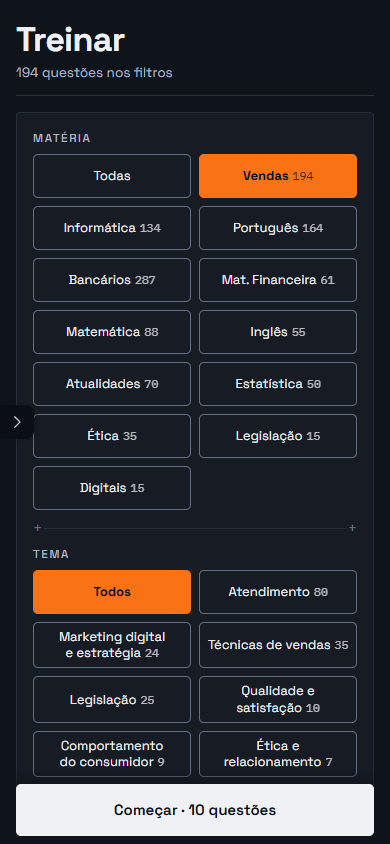 Treinar
194 questões nos filtros
MATÉRIA
Todas
Vendas 194
Informática 134
Português 164
Bancários 287
Mat. Financeira 61
Matemática 88
Inglês 55
Atualidades 70
Estatística 50
Ética 35
Legislação 15
Digitais 15
TEMA
Todos
Atendimento 80
Marketing digital
e estratégia 24
Técnicas de vendas 35
Legislação 25
Qualidade e
satisfação 10
Comportamento
do consumidor 9
Ética e
relacionamento 7
Começar · 10 questões